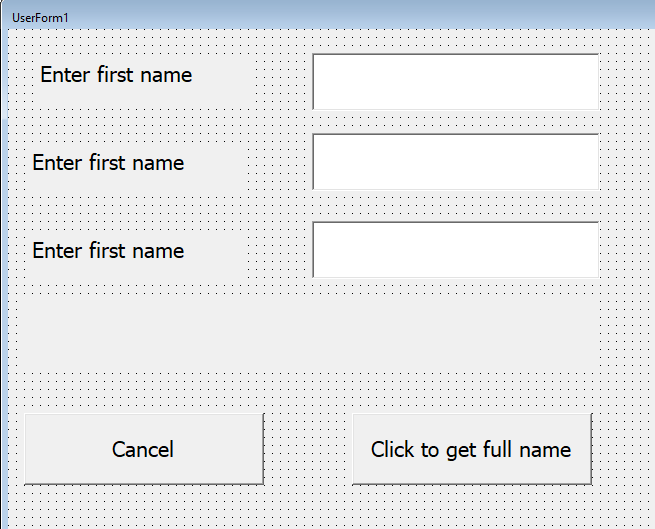 UserForm1
Enter first name
Enter first name
Enter first name
Cancel
Click to get full name